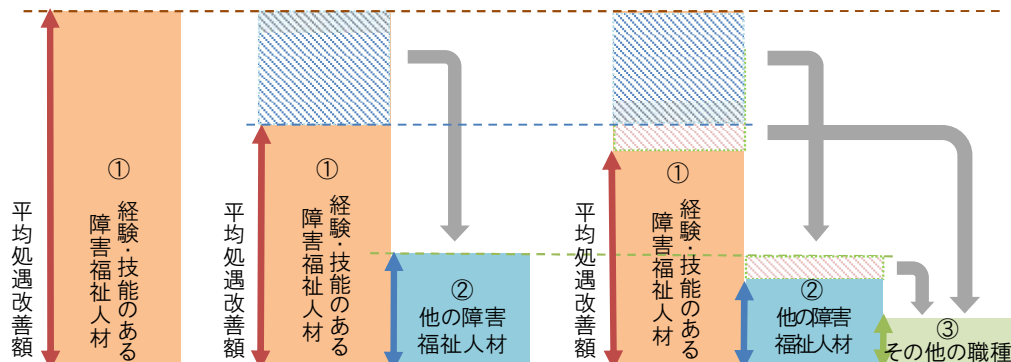 平均処遇改善額
①
経験・技能のある
障害福祉人材
平均処遇改善額
①
経験・技能のある
障害福祉人材
②
他の障害
福祉人材
平均処遇改善額
①
経験・技能のある
障害福祉人材
②
他の障害
福祉人材
③
その他の職種